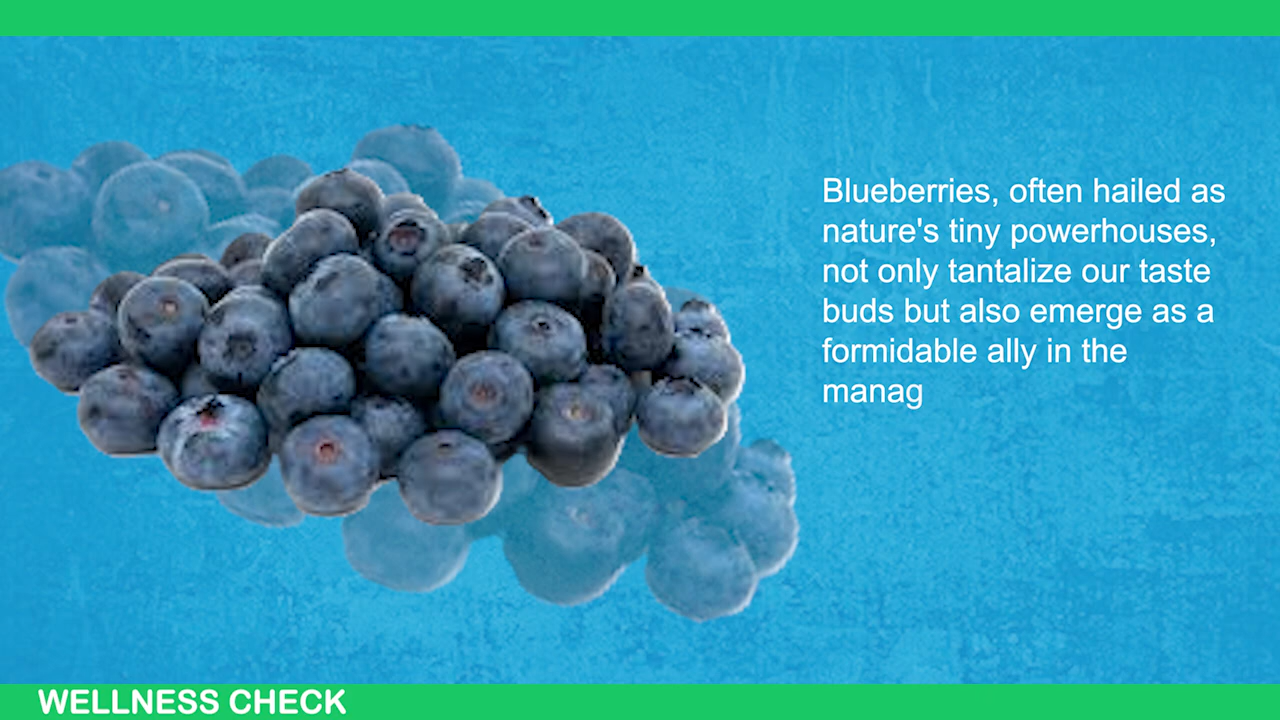 Blueberries, often hailed as
nature's tiny powerhouses,
not only tantalize our taste
buds but also emerge as a
formidable ally in the
manag
WELLNESS CHECK